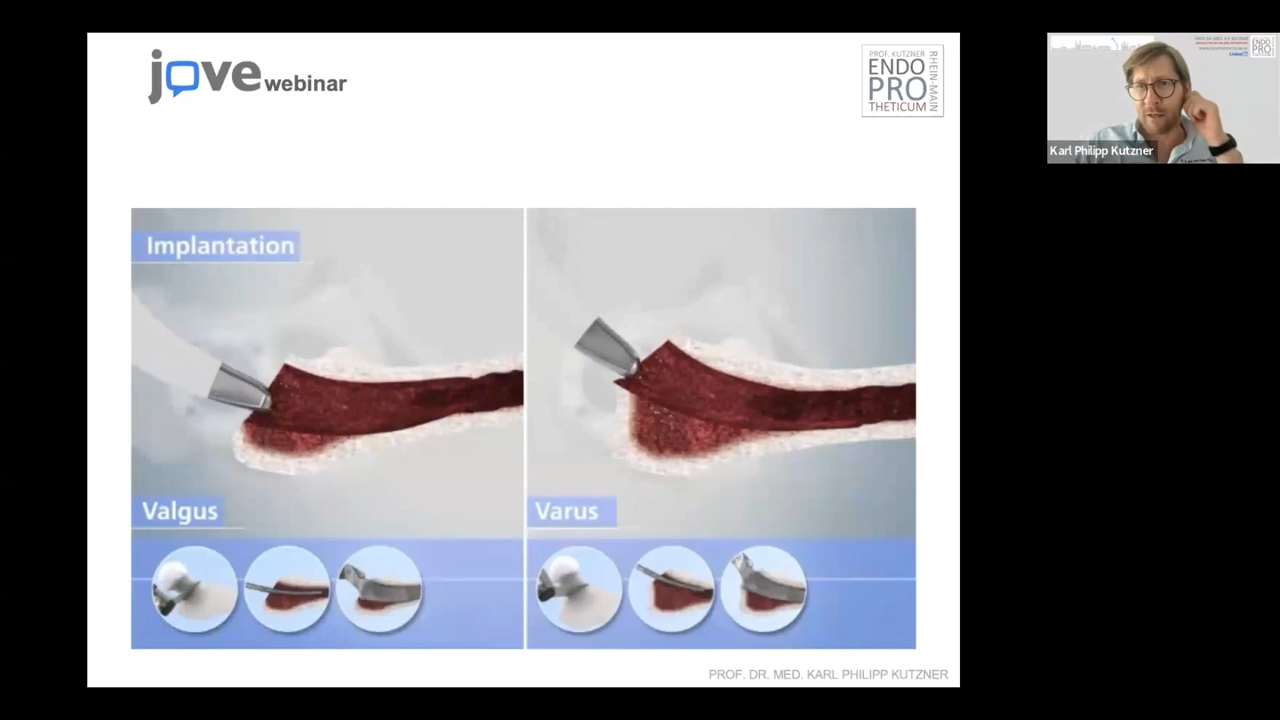 jove webinar
PROF. KUTZNER
ENDO
PRO
THETICUM
RHEIN-MAIN
Karl Philipp Kutzner
Implantation
Valgus
Varus
PROF. DR. MED. KARL PHILIPP KUTZNER